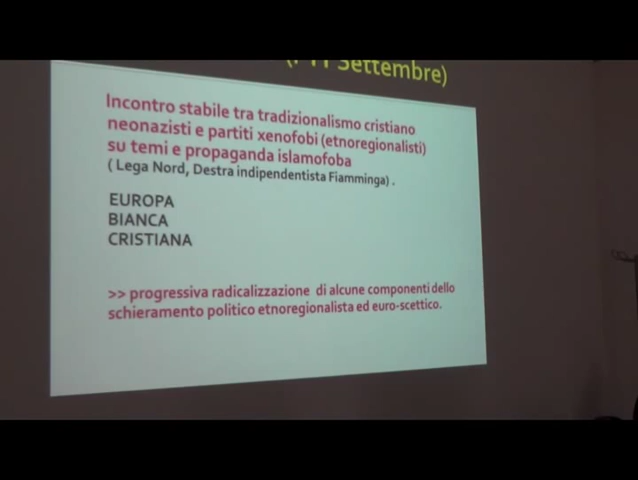 11 Settembre)
Incontro stabile tra tradizionalismo cristiano
neonazisti e partiti xenofobi (etnoregionalisti)
su temi e propaganda islamofoba
( Lega Nord, Destra indipendentista Fiamminga) .
EUROPA
BIANCA
CRISTIANA
>> progressiva radicalizzazione di alcune componenti dello
schieramento politico etnoregionalista ed euro-scettico.